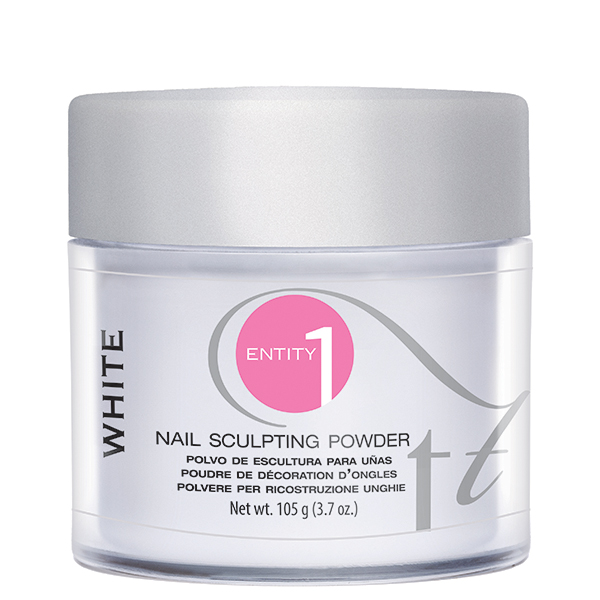 WHITE
ENTITY
1
NAIL SCULPTING POWDER
POLVO DE ESCULTURA PARA UÑAS
POUDRE DE DÉCORATION D'ONGLES
POLVERE PER RICOSTRUZIONE UNGHIE
Net wt. 105 g (3.7 oz.)